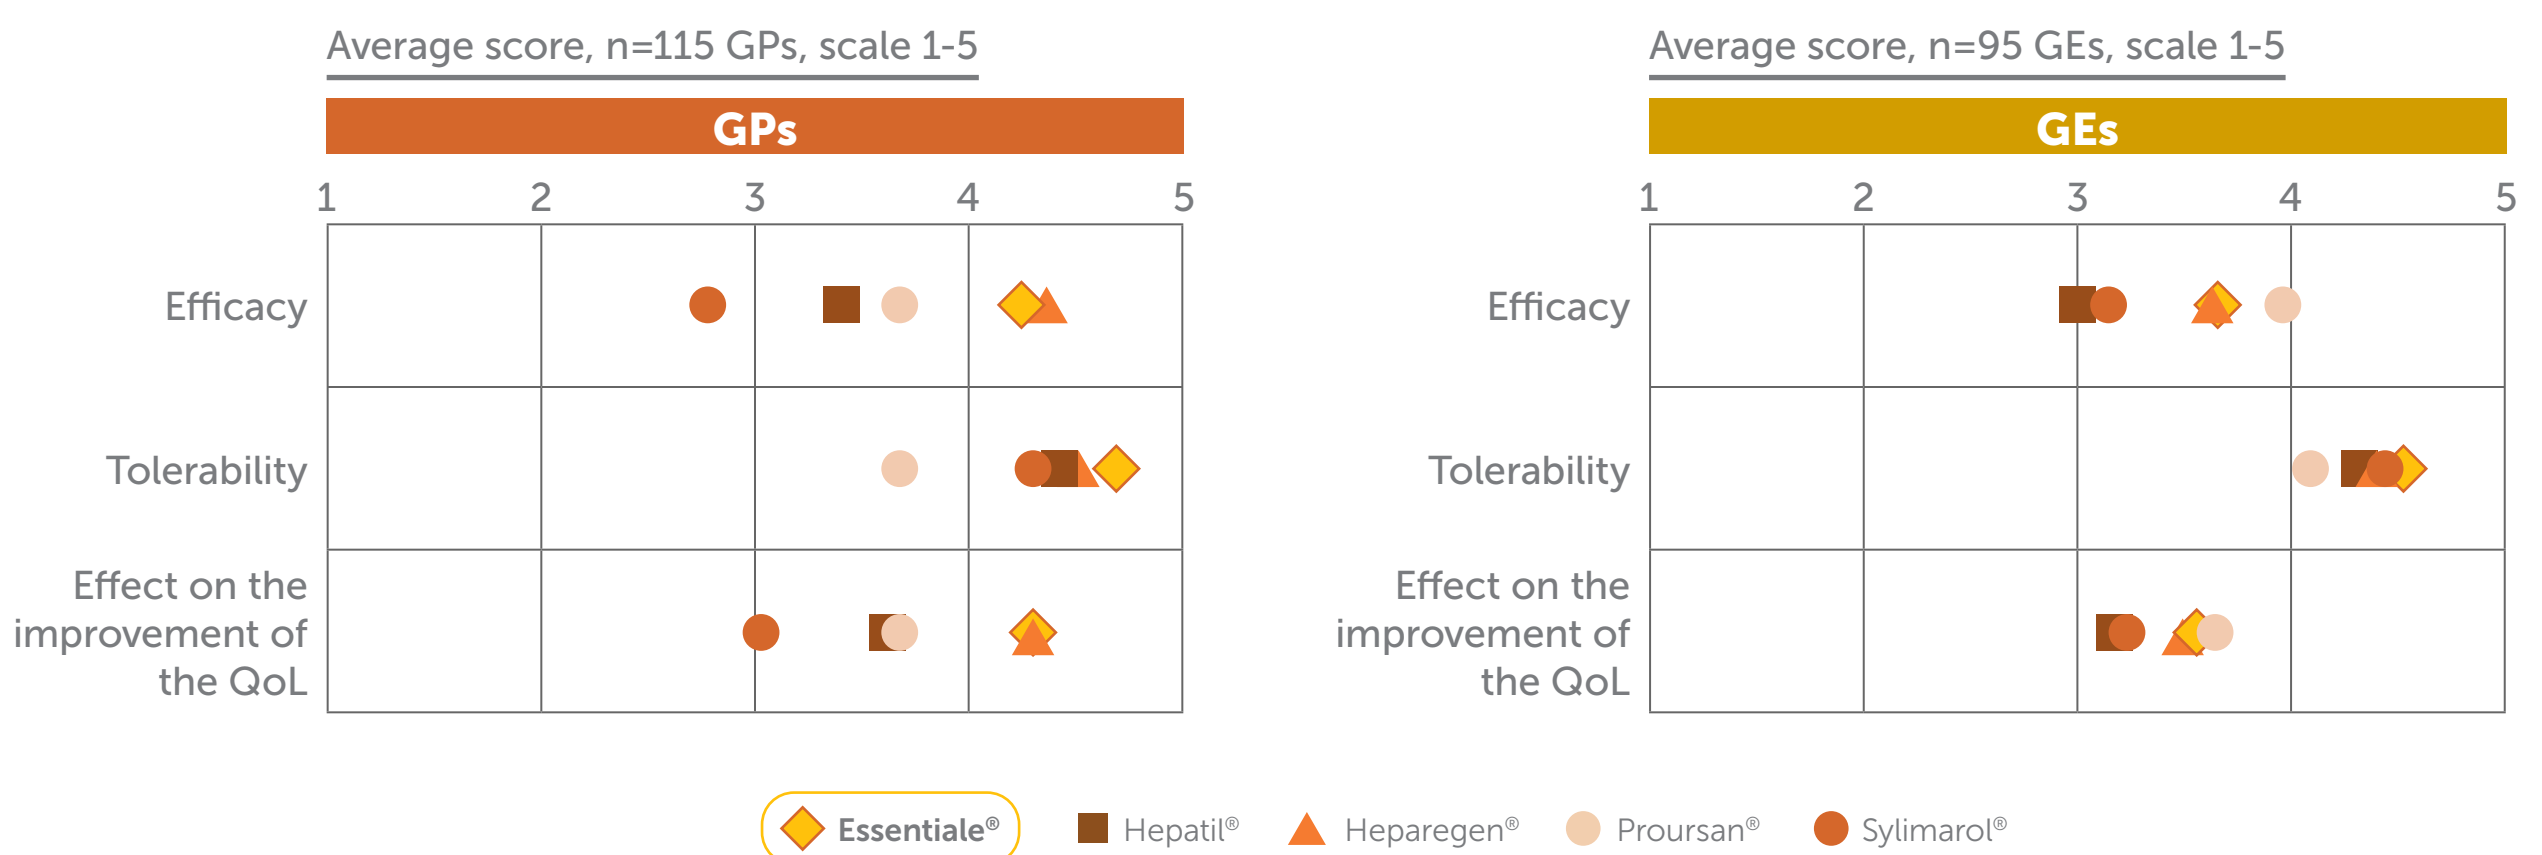 Average score, n=115 GPs, scale 1-5
GPs
1 2 3 4 5
Efficacy
Tolerability
Effect on the
improvement of
the QoL
Average score, n=95 GEs, scale 1-5
GEs
1 2 3 4 5
Efficacy
Tolerability
Effect on the
improvement of
the QoL
Essentiale® Hepatil® Heparegen® Proursan® Sylimarol®